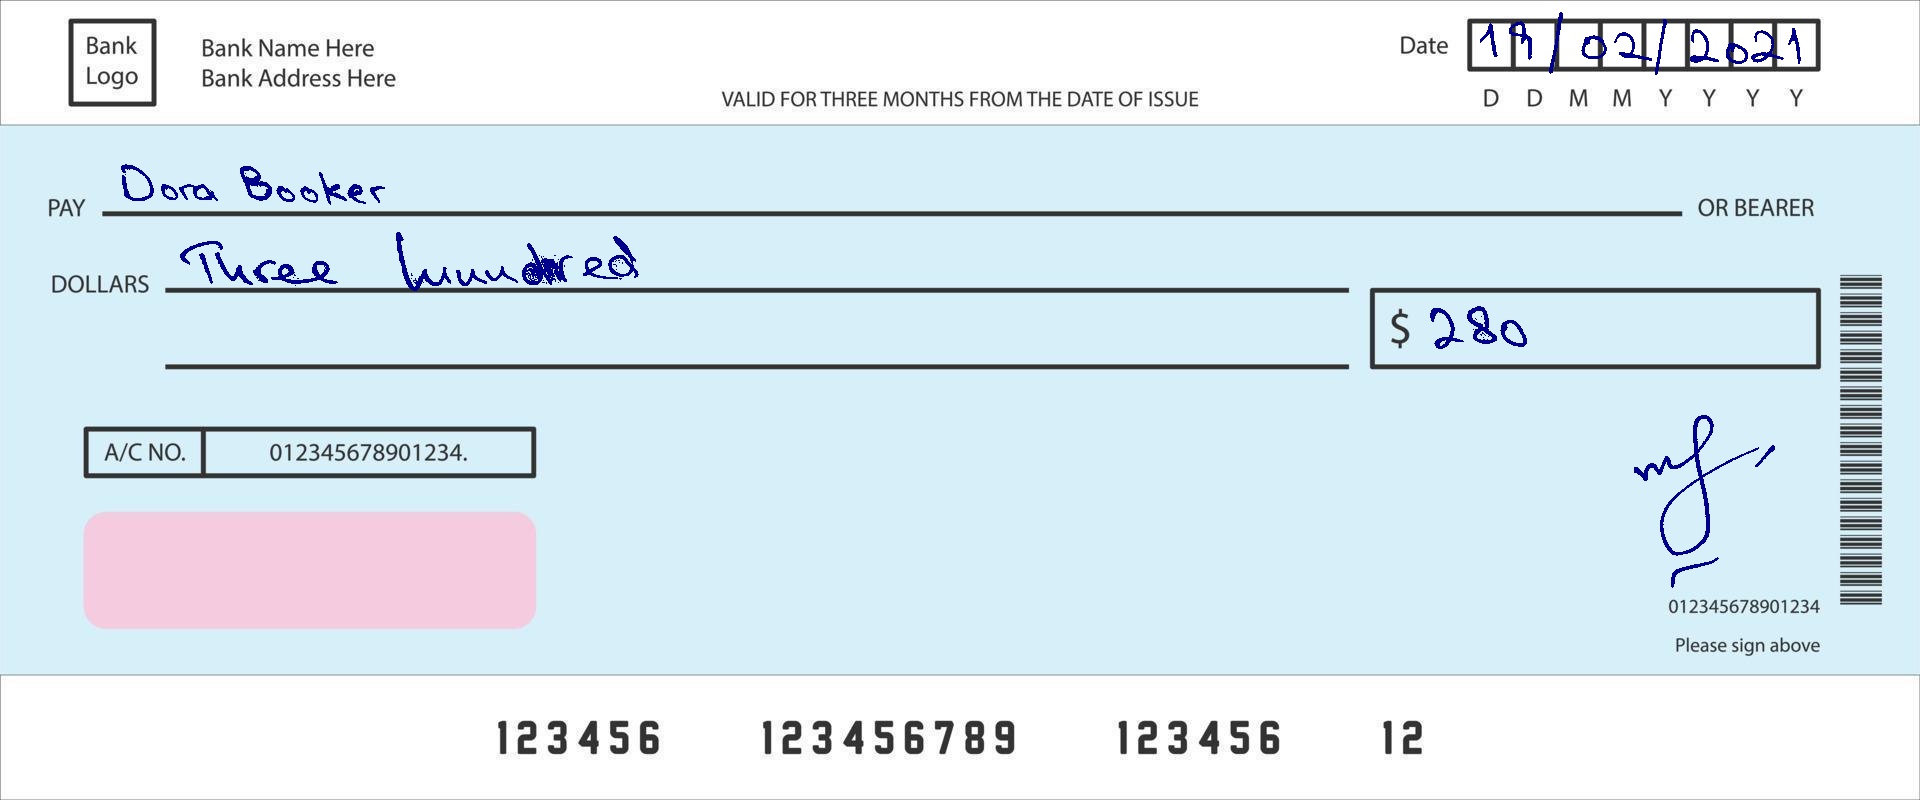 Bank Logo
Bank Name Here
Bank Address Here
VALID FOR THREE MONTHS FROM THE DATE OF ISSUE
Date /02/2021
D D M M Y Y Y Y
PAY Dora Booker OR BEARER
DOLLARS Three hundred
$ 280
A/C NO. 012345678901234.
012345678901234
Please sign above
123456 123456789 123456 12